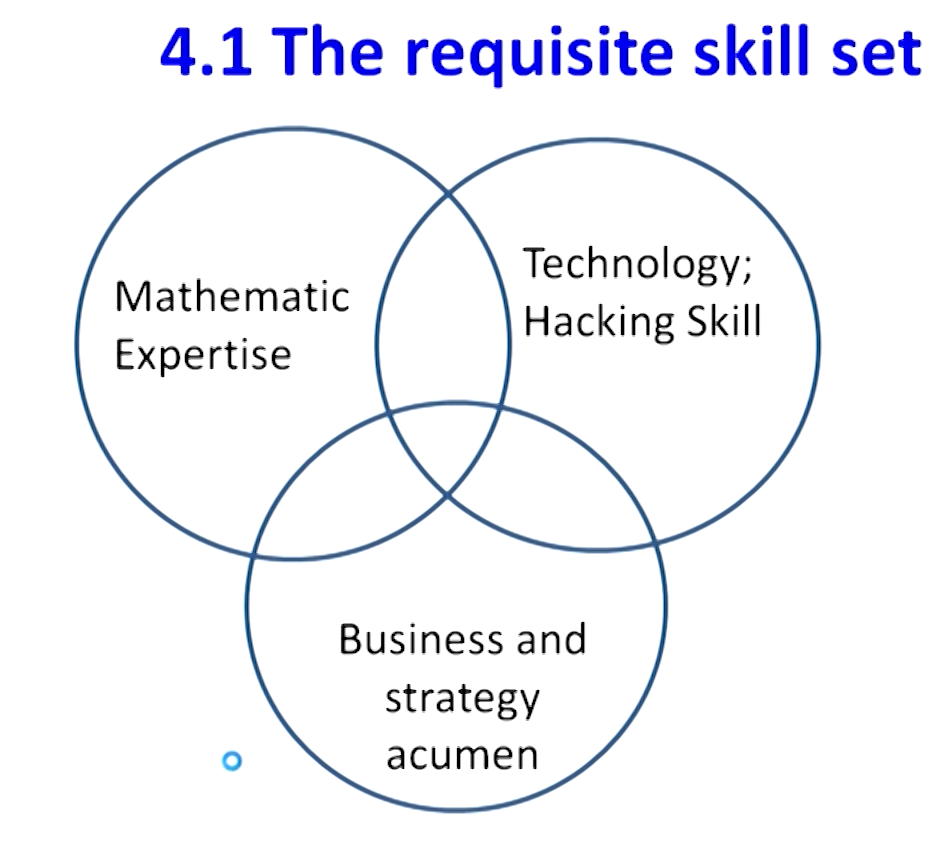 4.1 The requisite skill set
Mathematic
Expertise
Technology;
Hacking Skill
Business and
strategy
acumen